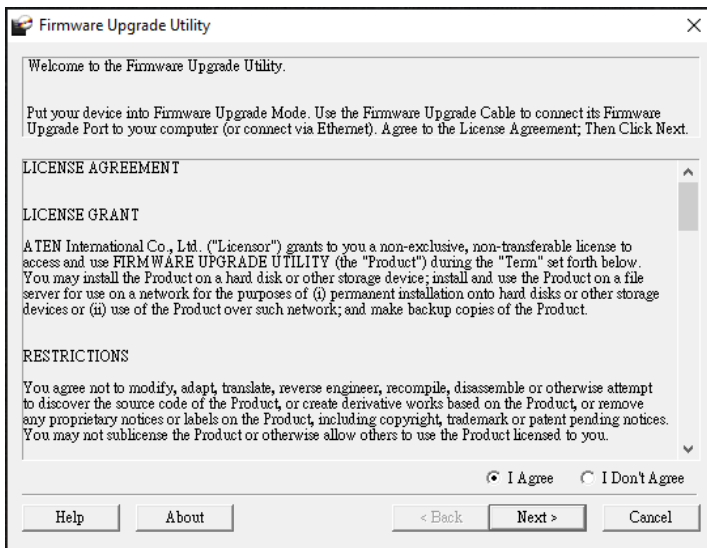 Firmware Upgrade Utility
Welcome to the Firmware Upgrade Utility.
Put your device into Firmware Upgrade Mode. Use the Firmware Upgrade Cable to connect its Firmware
Upgrade Port to your computer (or connect via Ethernet). Agree to the License Agreement; Then Click Next.
LICENSE AGREEMENT
LICENSE GRANT
ATEN International Co., Ltd. ("Licensor") grants to you a non-exclusive, non-transferable license to
access and use FIRMWARE UPGRADE UTILITY (the "Product") during the "Term" set forth below.
You may install the Product on a hard disk or other storage device; install and use the Product on a file
server for use on a network for the purposes of (i) permanent installation onto hard disks or other storage
devices or (ii) use of the Product over such network; and make backup copies of the Product.
RESTRICTIONS
You agree not to modify, adapt, translate, reverse engineer, recompile, disassemble or otherwise attempt
to discover the source code of the Product, or create derivative works based on the Product, or remove
any proprietary notices or labels on the Product, including copyright, trademark or patent pending notices.
You may not sublicense the Product or otherwise allow others to use the Product licensed to you.
I Agree I Don't Agree
Help About < Back Next > Cancel